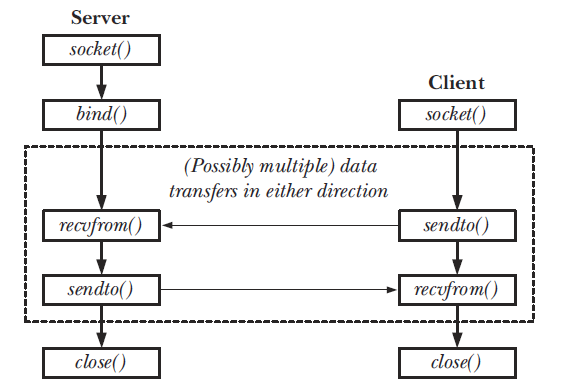 Server
socket()
Client
bind()
socket()
(Possibly multiple) data
transfers in either direction
recvfrom()
sendto()
sendto()
recvfrom()
close()
close()